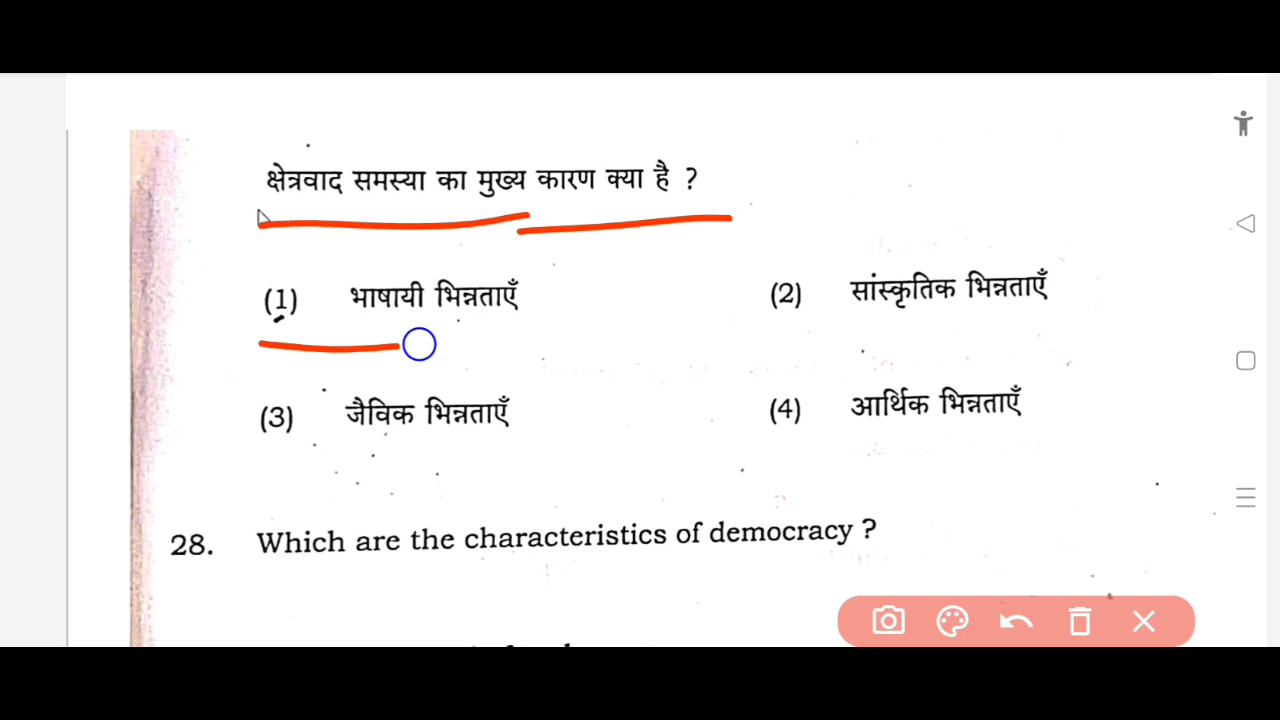 क्षेत्रवाद समस्या का मुख्य कारण क्या है ?
(1) भाषायी भिन्नताएँ (2) सांस्कृतिक भिन्नताएँ
(3) जैविक भिन्नताएँ (4) आर्थिक भिन्नताएँ
28. Which are the characteristics of democracy ?